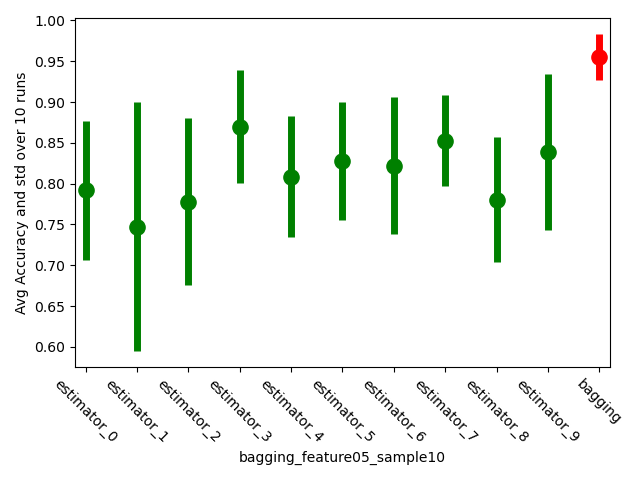 1.00
0.95
0.90
0.85
0.80
0.75
0.70
0.65
0.60
Avg Accuracy and std over 10 runs
estimator_0
estimator_1
estimator_2
estimator_3
estimator_4
estimator_5
estimator_6
estimator_7
estimator_8
estimator_9
bagging
bagging_feature05_sample10